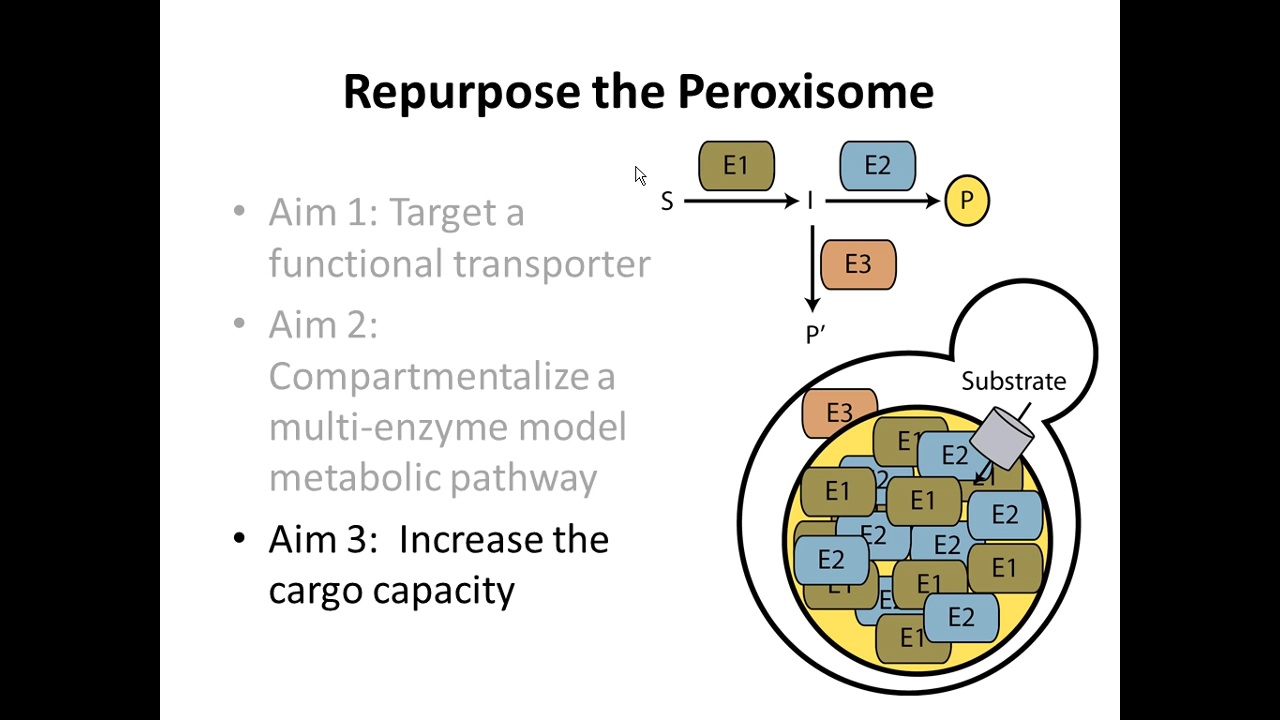 Repurpose the Peroxisome
• Aim 1: Target a
functional transporter
• Aim 2:
Compartmentalize a
multi-enzyme model
metabolic pathway
• Aim 3: Increase the
cargo capacity
E1
E2
S
I
P
E3
P′
Substrate
E3
E1
E2
E2
E1
E1
E1
E2
E2
E2
E2
E1
E1
E1
E2
E2
E1